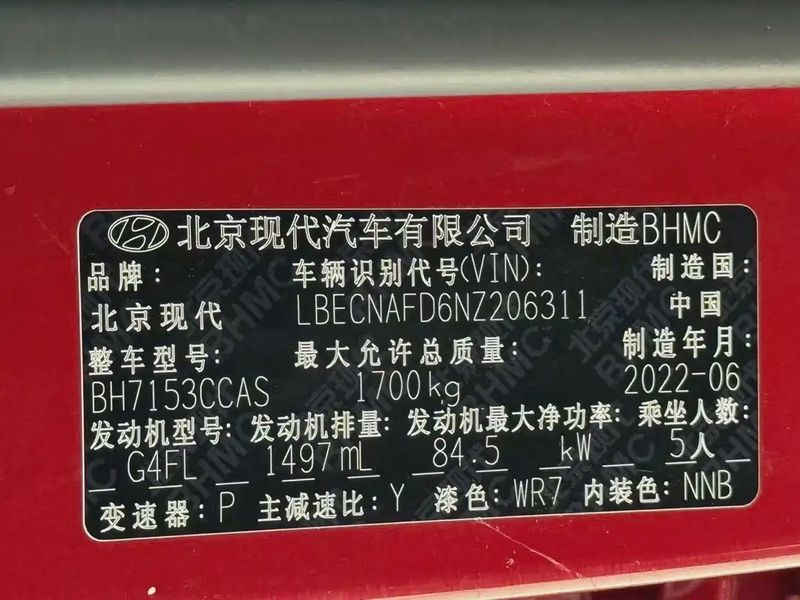 北京现代汽车有限公司 制造BHMC
品牌: 车辆识别代号(VIN): 制造国:
北京现代 LBECNAFD6NZ206311 中国
整车型号: 最大允许总质量: 制造年月:
BH7153CCAS 1700kg 2022-06
发动机型号: 发动机排量: 发动机最大净功率: 乘坐人数:
G4FL 1497mL 84.5 kW 5人
变速器: P 主减速比: Y 漆色: WR7 内装色: NNB